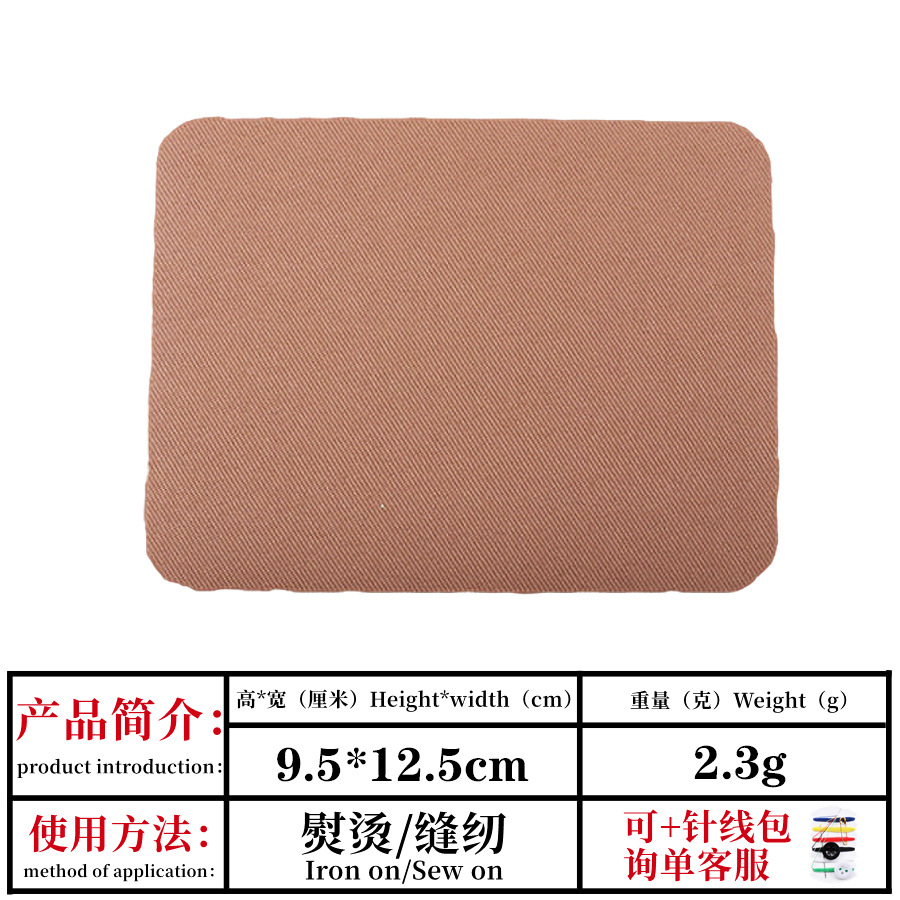 产品简介：
product introduction:
高*宽（厘米）Height*width（cm）
重量（克）Weight（g）
9.5*12.5cm
2.3g
使用方法：
method of application:
熨烫/缝纫
Iron on/Sew on
可+针线包
询单客服